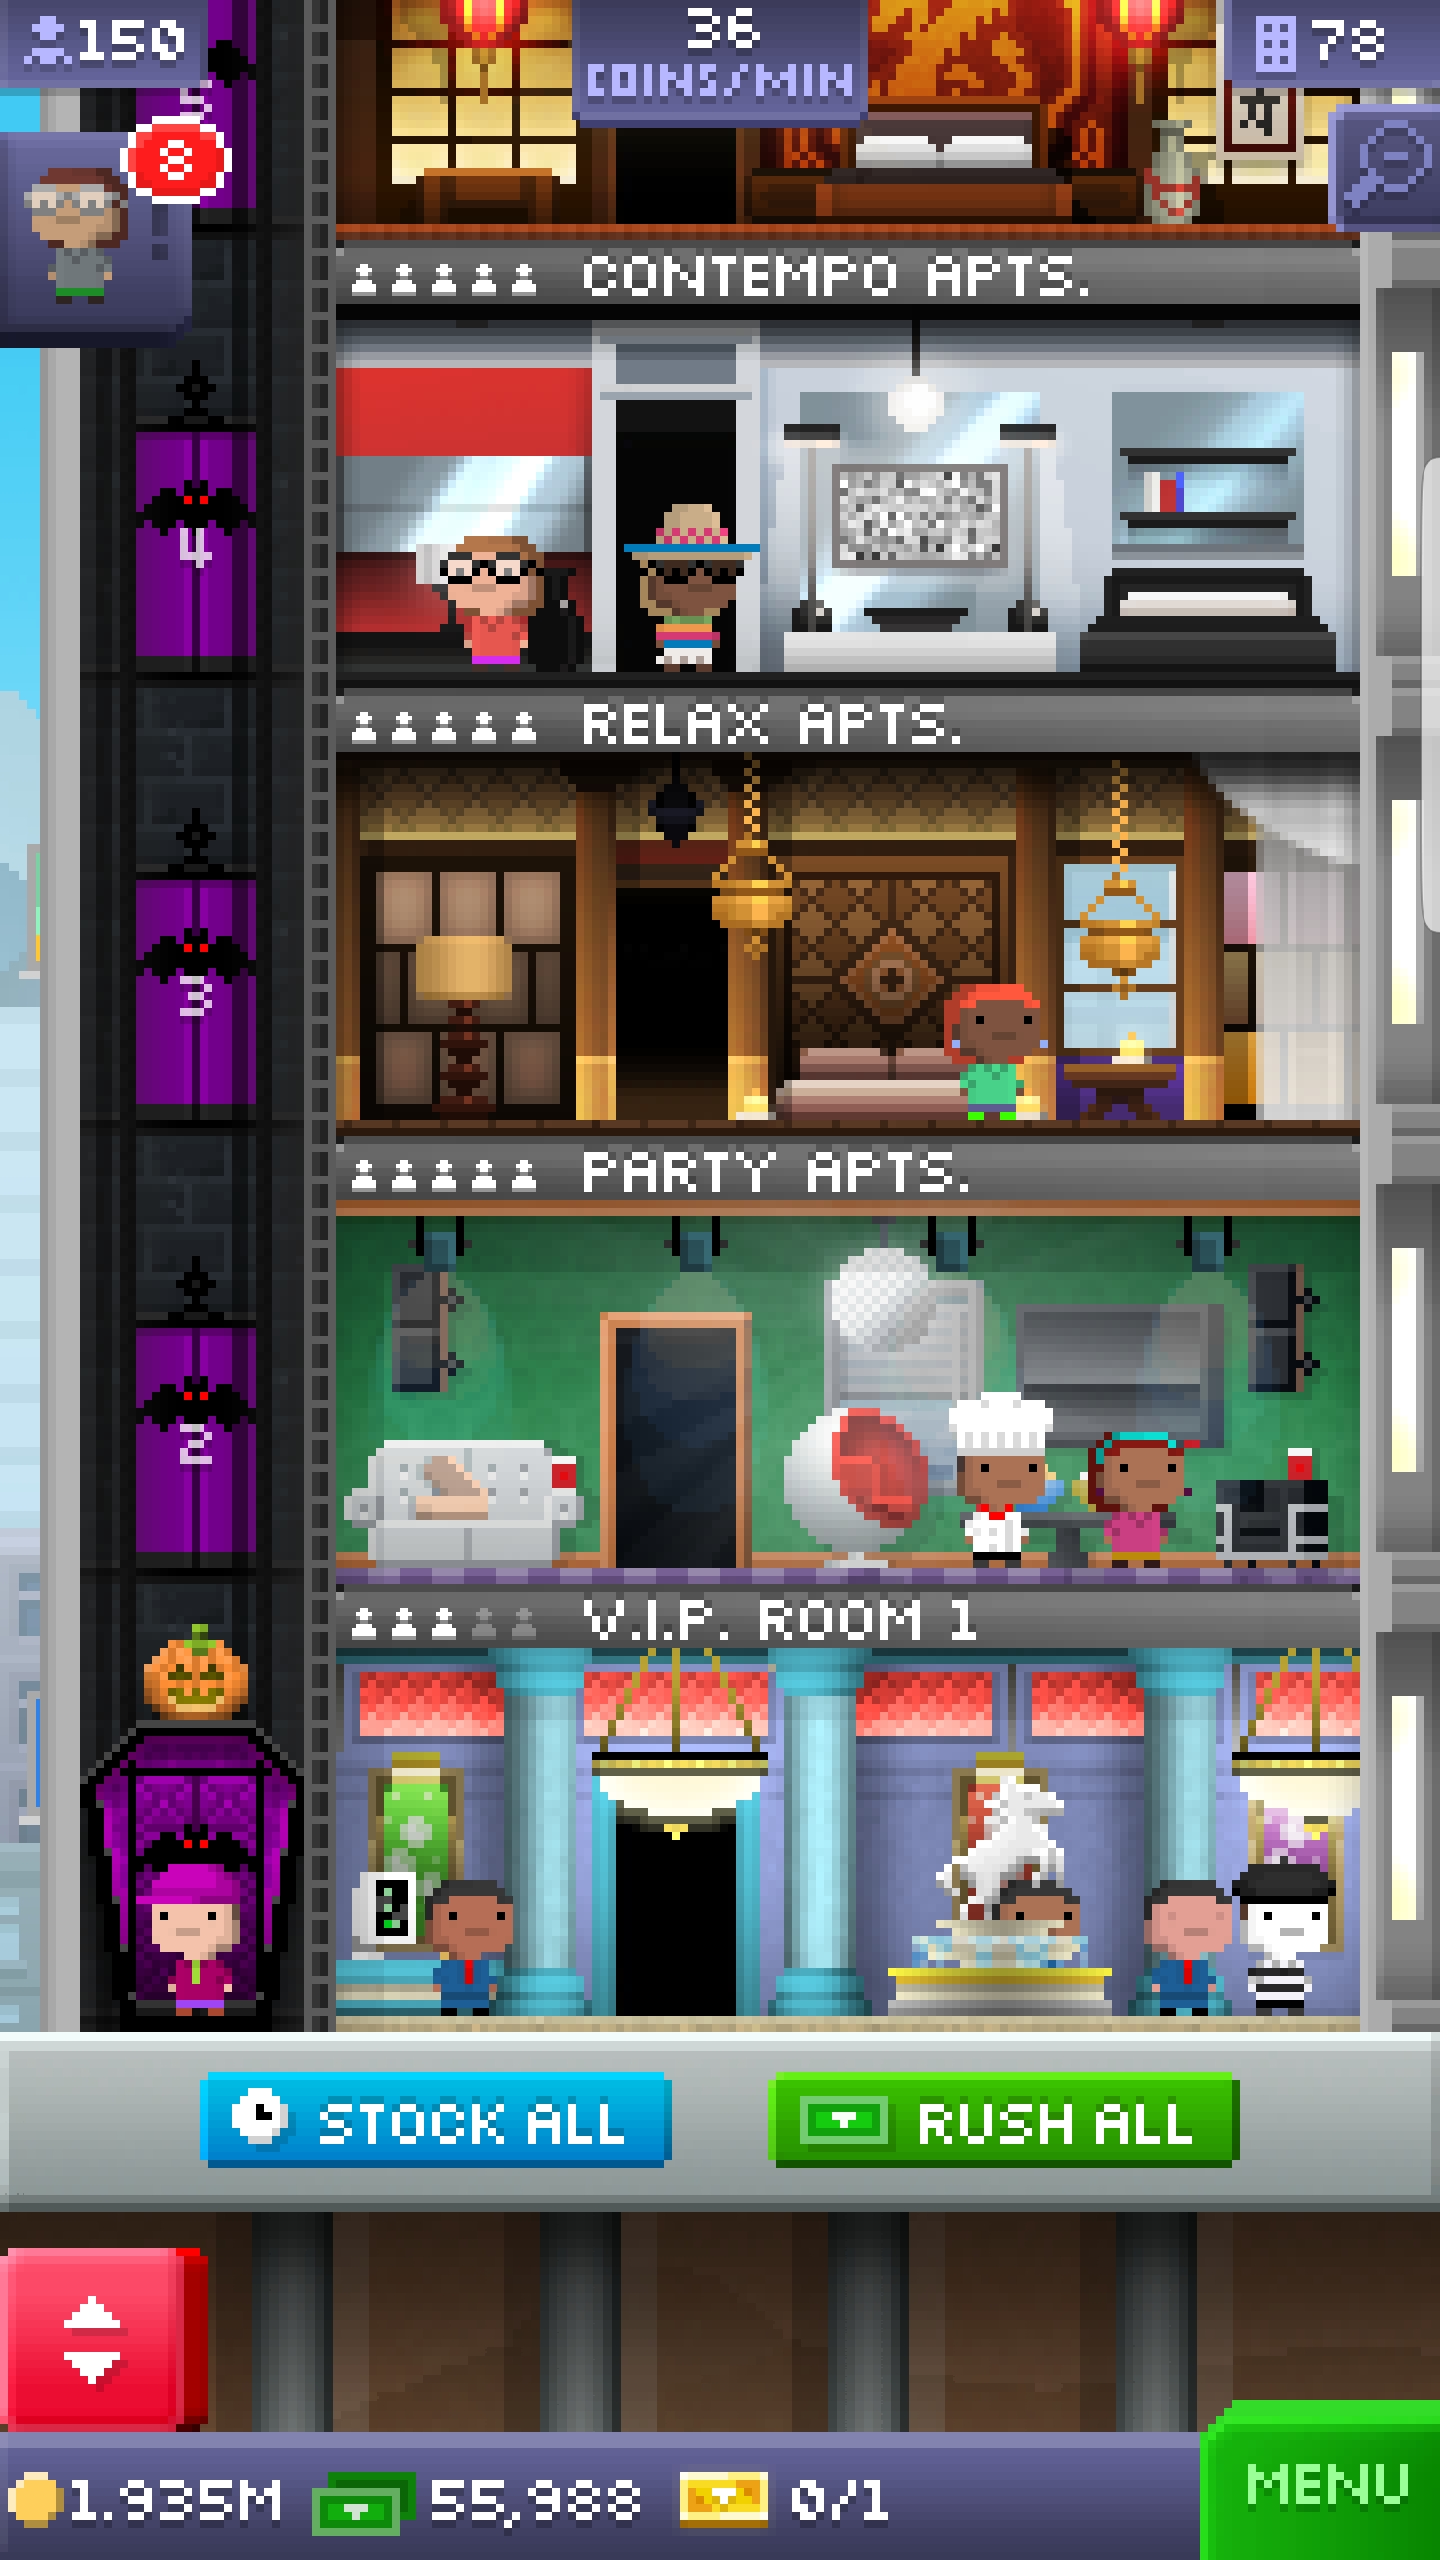 150
36
COINS/MIN
78
5
8
CONTEMPO APTS.
4
RELAX APTS.
3
PARTY APTS.
2
V.I.P. ROOM 1
STOCK ALL
RUSH ALL
1.935M
55,988
0/1
MENU